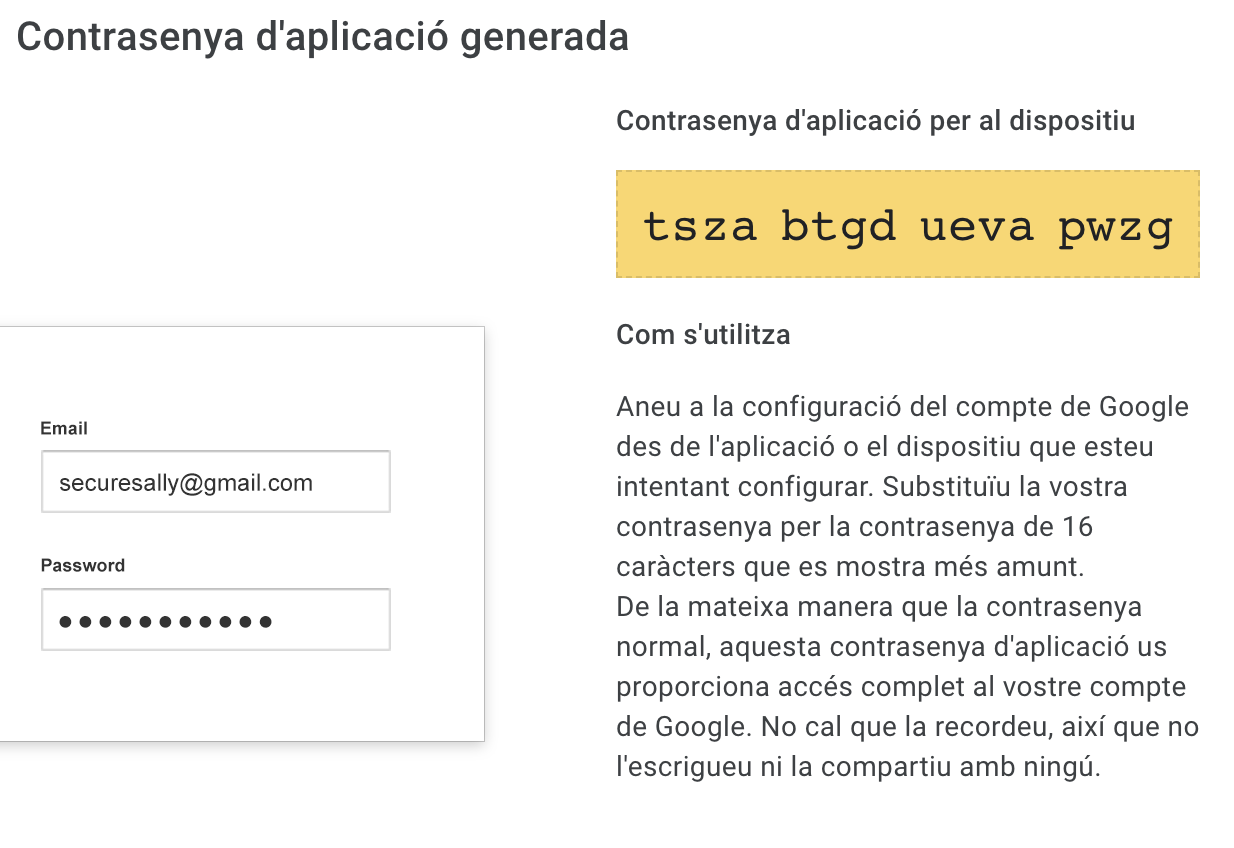 Contrasenya d'aplicació generada
Contrasenya d'aplicació per al dispositiu
tsza btgd ueva pwzg
Email
securesally@gmail.com
Password
●●●●●●●●●●●
Com s'utilitza
Aneu a la configuració del compte de Google
des de l'aplicació o el dispositiu que esteu
intentant configurar. Substituïu la vostra
contrasenya per la contrasenya de 16
caràcters que es mostra més amunt.
De la mateixa manera que la contrasenya
normal, aquesta contrasenya d'aplicació us
proporciona accés complet al vostre compte
de Google. No cal que la recordeu, així que no
l'escrigueu ni la compartiu amb ningú.